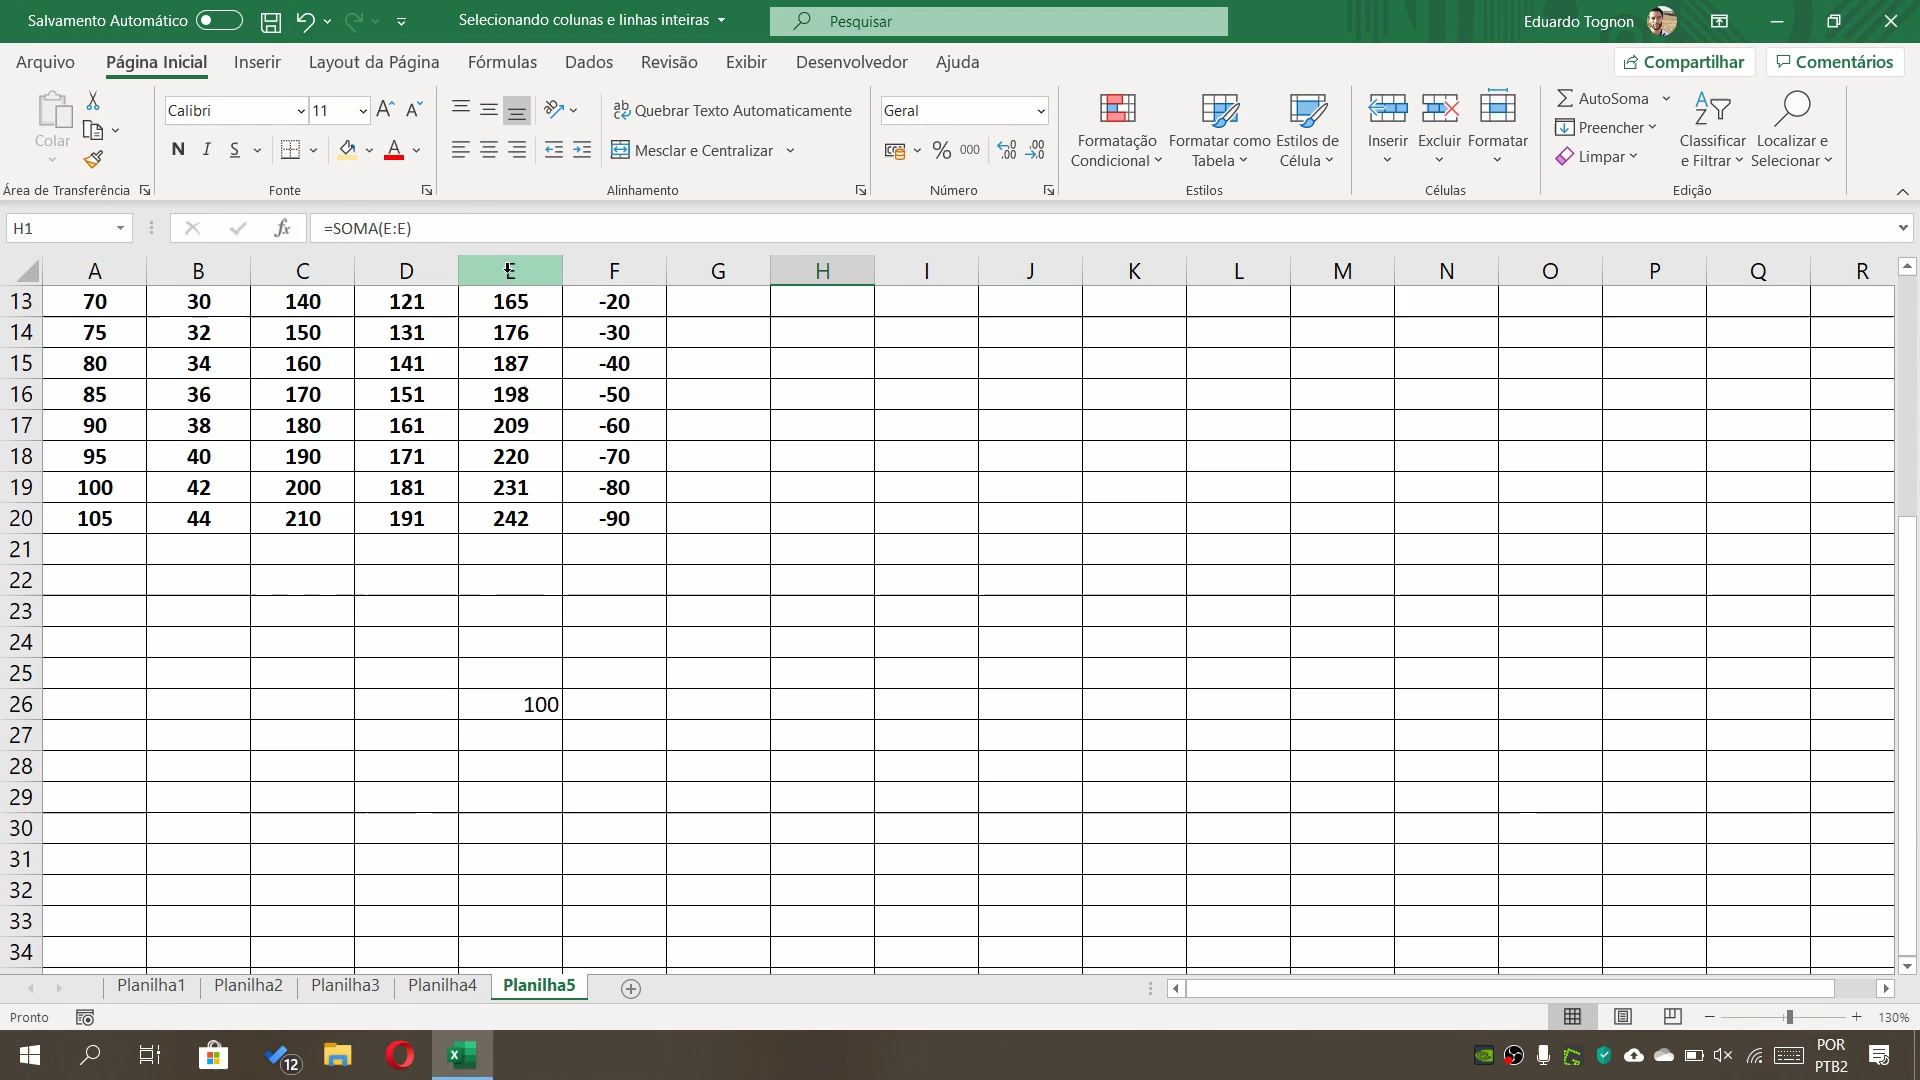 Salvamento Automático Selecionando colunas e linhas inteiras Pesquisar Eduardo Tognon
Arquivo Página Inicial Inserir Layout da Página Fórmulas Dados Revisão Exibir Desenvolvedor Ajuda Compartilhar Comentários
Colar
Área de Transferência
Calibri 11
N I S
Fonte
Quebrar Texto Automaticamente
Mesclar e Centralizar
Alinhamento
Geral
% 000
Número
Formatação Condicional
Formatar como Tabela
Estilos de Célula
Estilos
Inserir Excluir Formatar
Células
AutoSoma
Preencher
Limpar
Classificar e Filtrar
Localizar e Selecionar
Edição
H1 fx =SOMA(E:E)
A B C D E F G H I J K L M N O P Q R
13 70 30 140 121 165 -20
14 75 32 150 131 176 -30
15 80 34 160 141 187 -40
16 85 36 170 151 198 -50
17 90 38 180 161 209 -60
18 95 40 190 171 220 -70
19 100 42 200 181 231 -80
20 105 44 210 191 242 -90
21
22
23
24
25
26 100
27
28
29
30
31
32
33
34
Planilha1 Planilha2 Planilha3 Planilha4 Planilha5
Pronto 130%
12 POR
PTB2